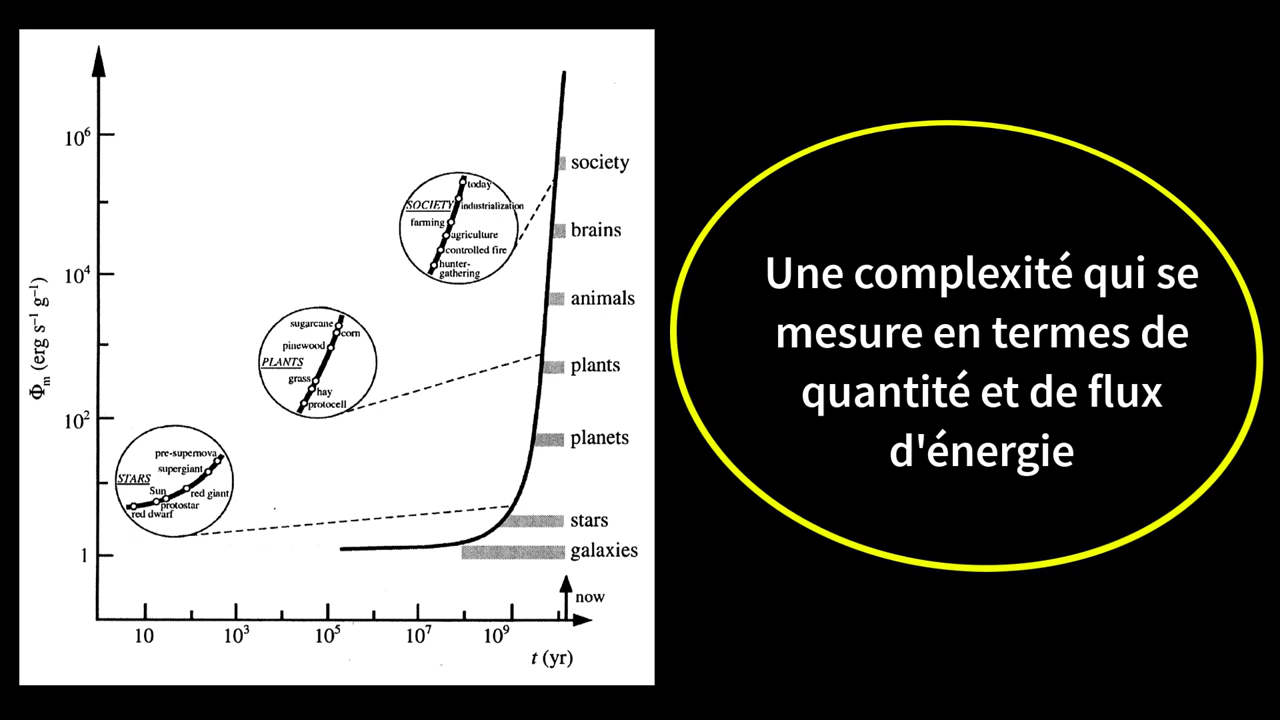 10⁶
10⁴
10²
1
Φₘ (erg s⁻¹ g⁻¹)
society
brains
animals
plants
planets
stars
galaxies
now
SOCIETY
today
industrialization
farming
agriculture
controlled fire
hunter-
gathering
PLANTS
sugarcane
corn
pinewood
grass
hay
protocell
STARS
pre-supernova
supergiant
Sun
red giant
protostar
red dwarf
10 10³ 10⁵ 10⁷ 10⁹
t (yr)
Une complexité qui se
mesure en termes de
quantité et de flux
d'énergie